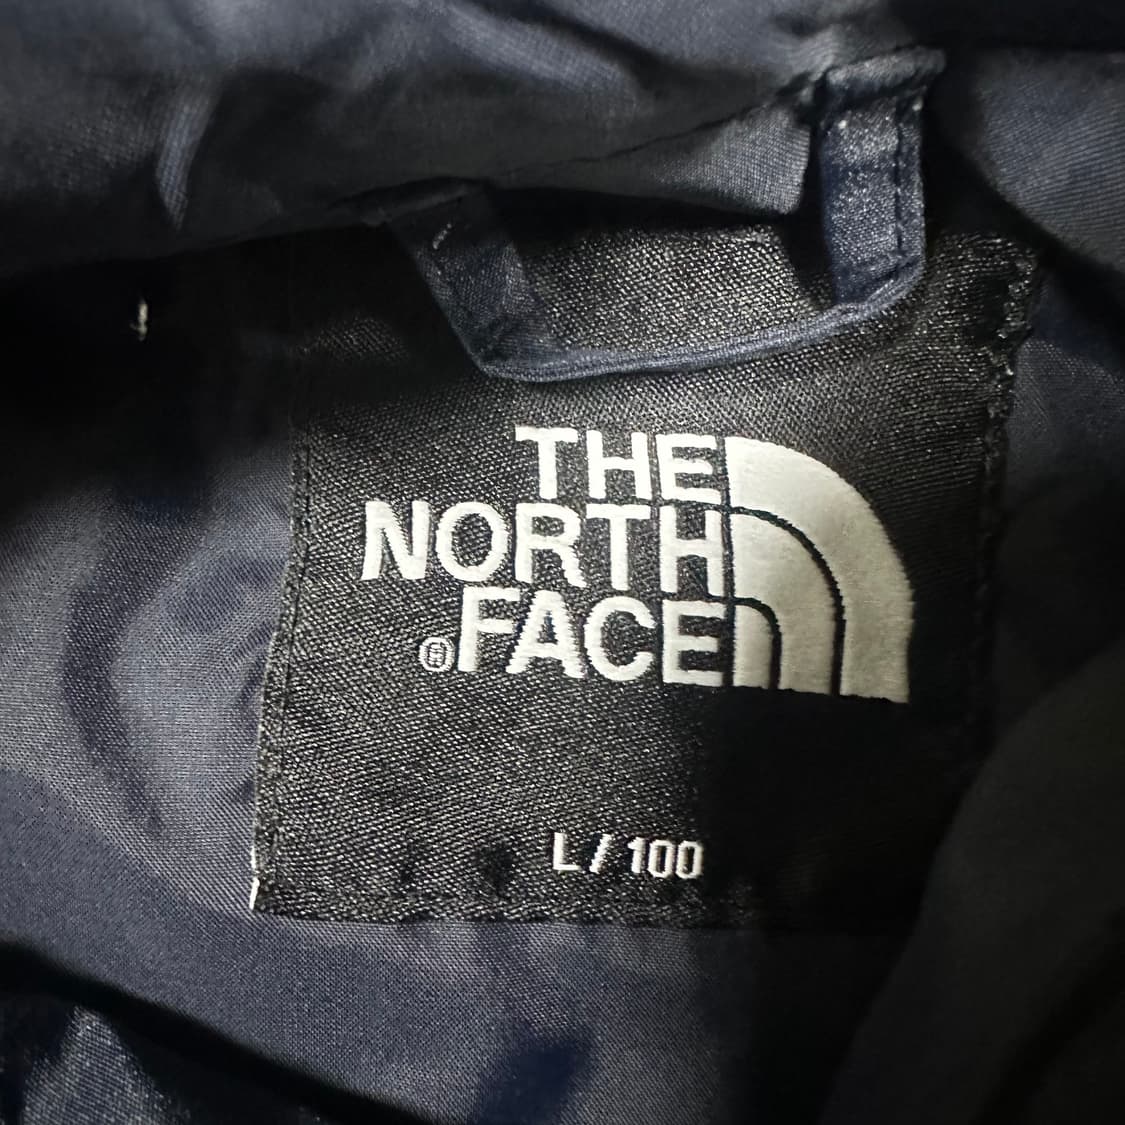 THE
NORTH
®FACE
L / 100